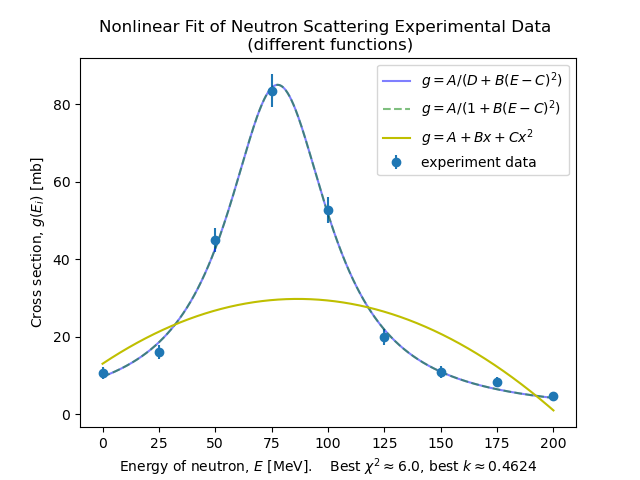 Nonlinear Fit of Neutron Scattering Experimental Data
(different functions)
g = A/(D + B(E − C)²)
g = A/(1 + B(E − C)²)
g = A + Bx + Cx²
experiment data
Cross section, g(Eᵢ) [mb]
80
60
40
20
0
0 25 50 75 100 125 150 175 200
Energy of neutron, E [MeV]. Best χ² ≈ 6.0, best k ≈ 0.4624